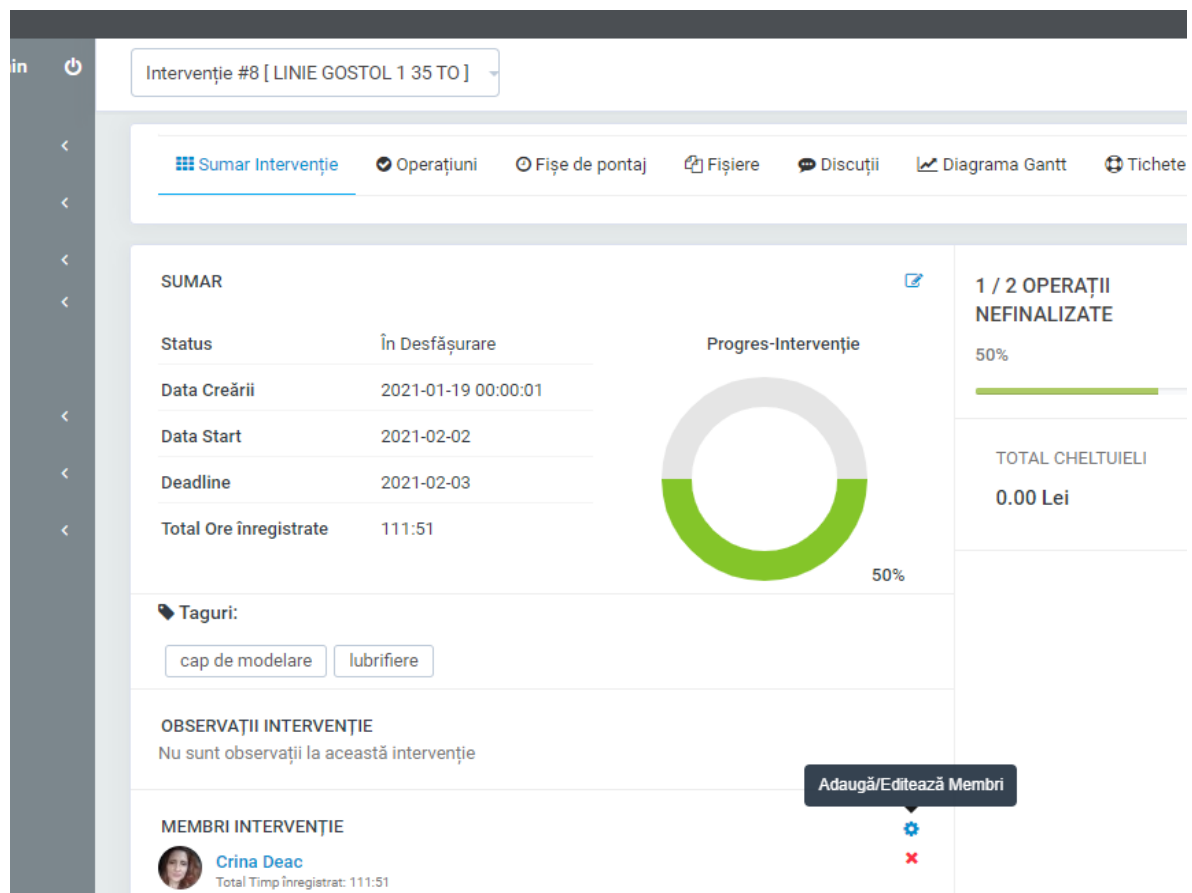 in
Intervenție #8 [ LINIE GOSTOL 1 35 TO ]
Sumar Intervenție Operațiuni Fișe de pontaj Fișiere Discuții Diagrama Gantt Tichete
SUMAR
Status În Desfășurare
Data Creării 2021-01-19 00:00:01
Data Start 2021-02-02
Deadline 2021-02-03
Total Ore înregistrate 111:51
Progres-Intervenție
50%
1 / 2 OPERAȚII
NEFINALIZATE
50%
TOTAL CHELTUIELI
0.00 Lei
Taguri:
cap de modelare lubrifiere
OBSERVAȚII INTERVENȚIE
Nu sunt observații la această intervenție
Adaugă/Editează Membri
MEMBRI INTERVENȚIE
Crina Deac
Total Timp înregistrat: 111:51